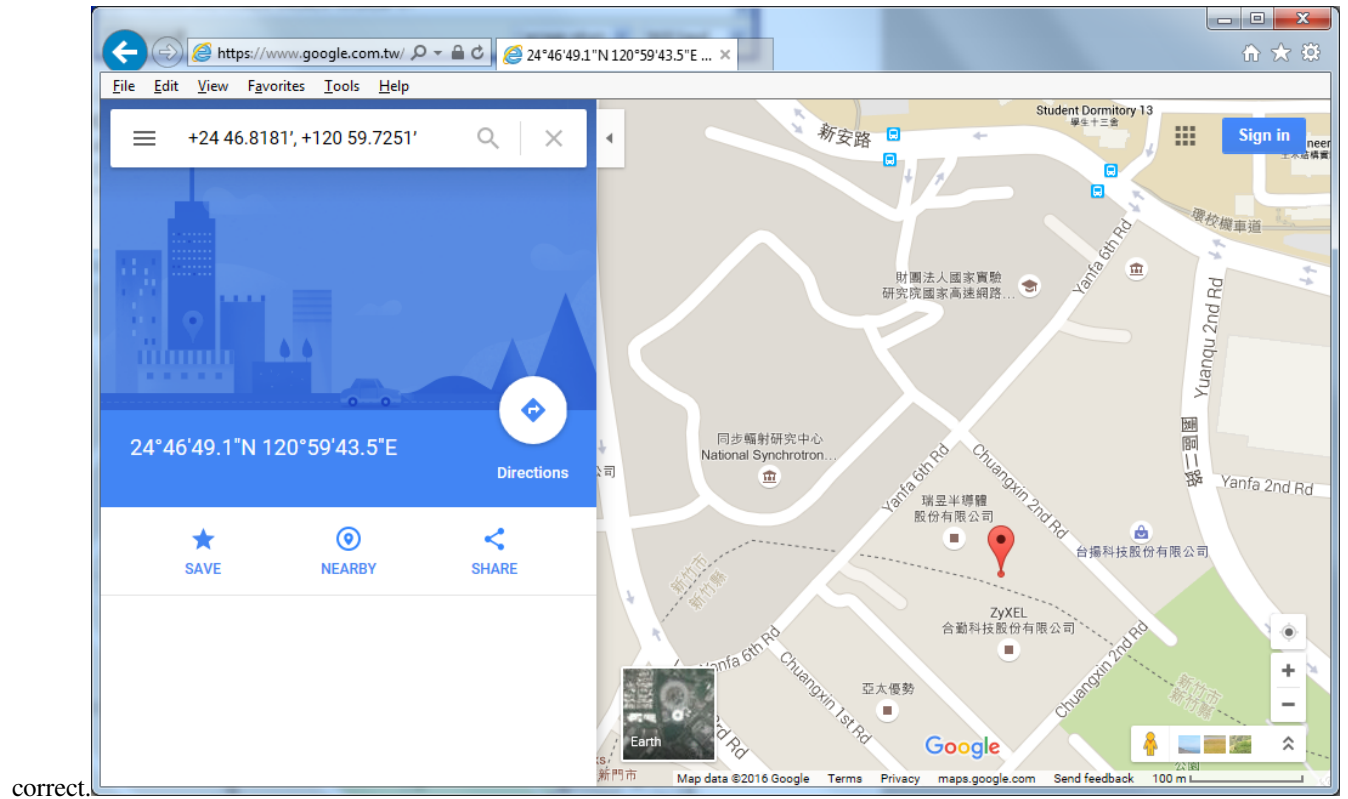 https://www.google.com.tw/
24°46'49.1"N 120°59'43.5"E ...
File Edit View Favorites Tools Help
+24 46.8181', +120 59.7251'
Sign in
24°46'49.1"N 120°59'43.5"E
Directions
SAVE NEARBY SHARE
Student Dormitory 13
學生十三舍
新安路
環校機車道
Yanfa 6th Rd
財團法人國家實驗
研究院國家高速網路...
Yuanqu 2nd Rd
園區二路
同步輻射研究中心
National Synchrotron...
公司
Yanfa 6th Rd
Chuangxin 2nd Rd
Yanfa 2nd Rd
瑞昱半導體
股份有限公司
台揚科技股份有限公司
新竹市
新竹縣
ZyXEL
合勤科技股份有限公司
Yanfa 6th Rd
Chuangxin 1st Rd
Chuangxin 2nd Rd
新竹市
新竹縣
亞太優勢
3rd Rd
Earth
Google
公園
新門市
Map data ©2016 Google Terms Privacy maps.google.com Send feedback 100 m
correct.